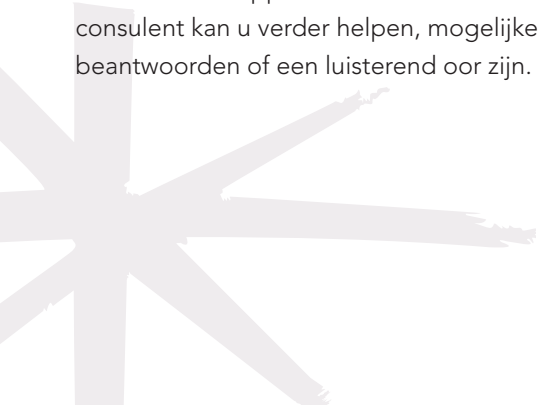 consulent kan u verder helpen, mogelijke
beantwoorden of een luisterend oor zijn.